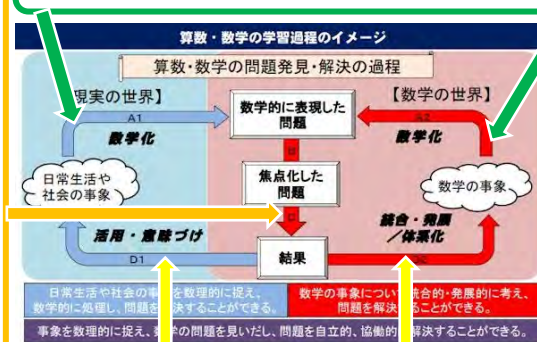 算数・数学の学習過程のイメージ
算数・数学の問題発見・解決の過程
現実の世界】
【数学の世界】
A1
数学的に表現した
問題
A2
数学化
数学化
B
日常生活や
社会の事象
焦点化した
問題
数学の事象
C
活用・意味づけ
統合・発展
/体系化
D1
結果
日常生活や社会の事 を数理的に捉え、
数学的に処理し、問題を 決することができる。
数学の事象につい 統合的・発展的に考え、
問題を解決 ることができる。
事象を数理的に捉え、 学の問題を見いだし、問題を自立的、協働的 解決することができる。